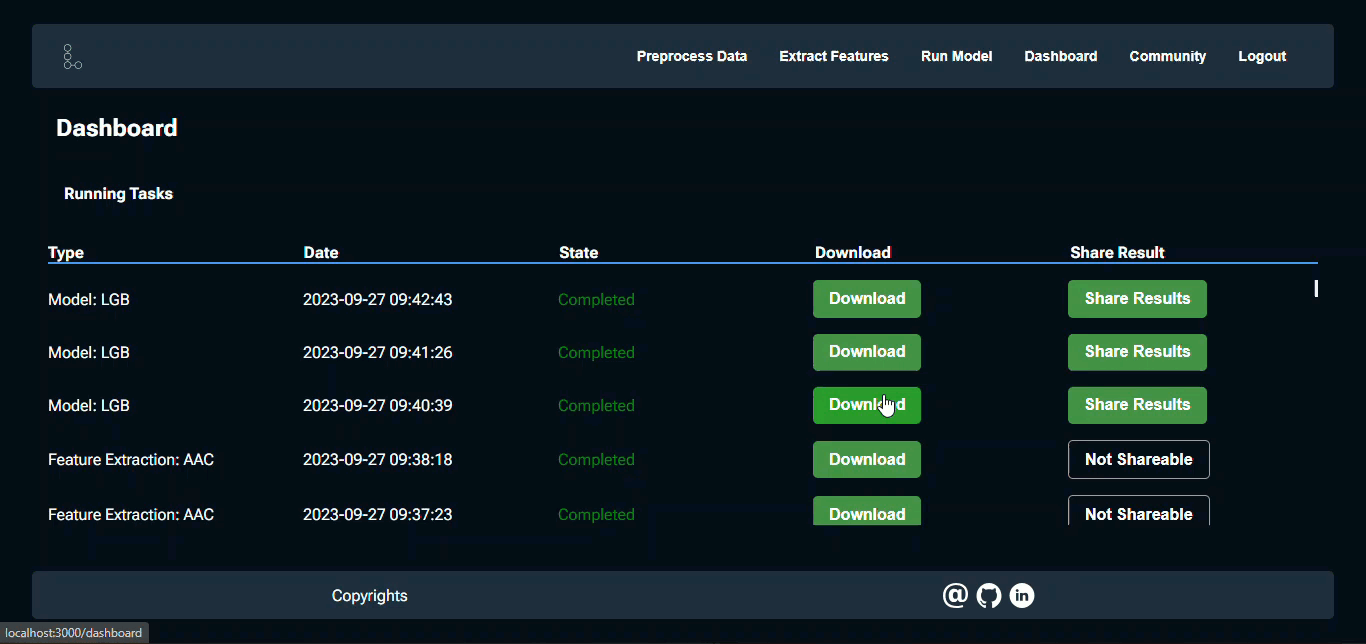 Preprocess Data Extract Features Run Model Dashboard Community Logout
Dashboard
Running Tasks
Type Date State Download Share Result
Model: LGB 2023-09-27 09:42:43 Completed Download Share Results
Model: LGB 2023-09-27 09:41:26 Completed Download Share Results
Model: LGB 2023-09-27 09:40:39 Completed Download Share Results
Feature Extraction: AAC 2023-09-27 09:38:18 Completed Download Not Shareable
Feature Extraction: AAC 2023-09-27 09:37:23 Completed Download Not Shareable
Copyrights @ in
localhost:3000/dashboard